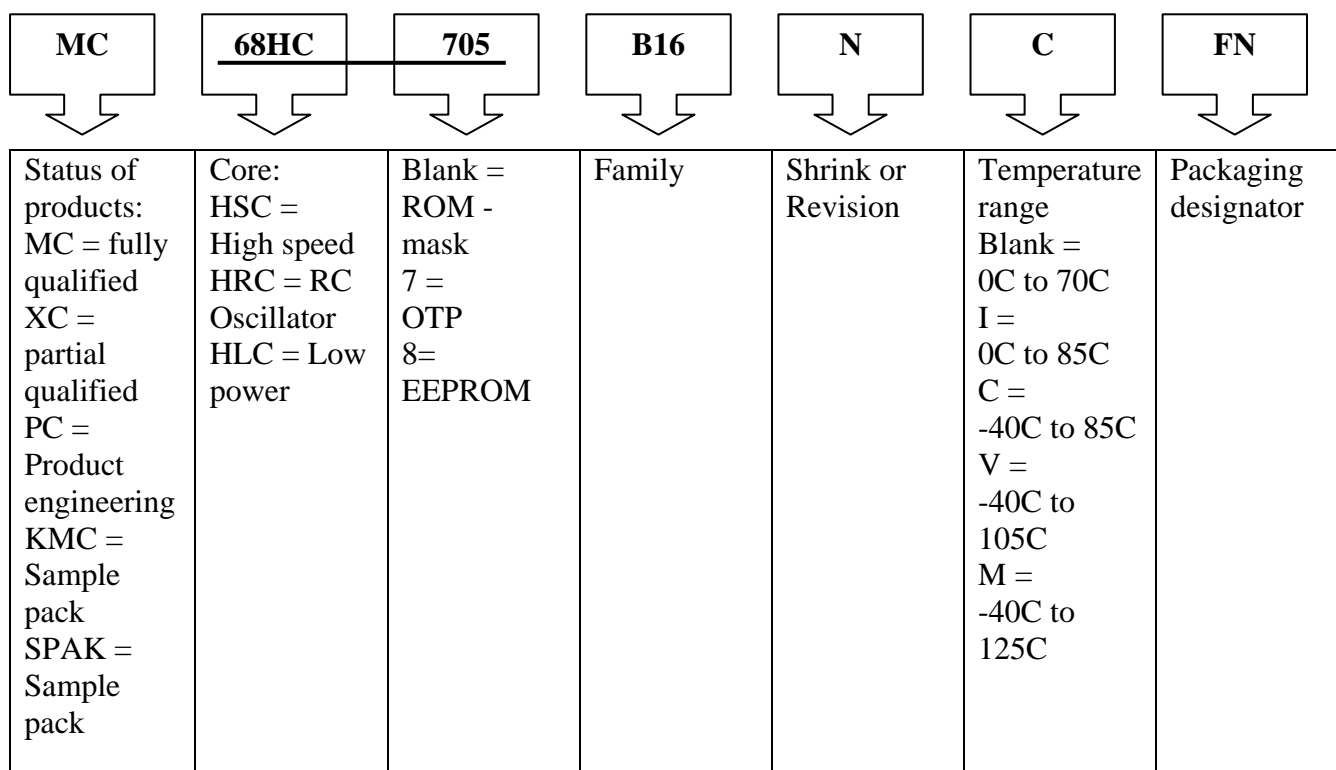 MC
68HC
705
B16
N
C
FN
Status of
products:
MC = fully
qualified
XC =
partial
qualified
PC =
Product
engineering
KMC =
Sample
pack
SPAK =
Sample
pack
Core:
HSC =
High speed
HRC = RC
Oscillator
HLC = Low
power
Blank =
ROM -
mask
7 =
OTP
8=
EEPROM
Family
Shrink or
Revision
Temperature
range
Blank =
0C to 70C
I =
0C to 85C
C =
-40C to 85C
V =
-40C to
105C
M =
-40C to
125C
Packaging
designator